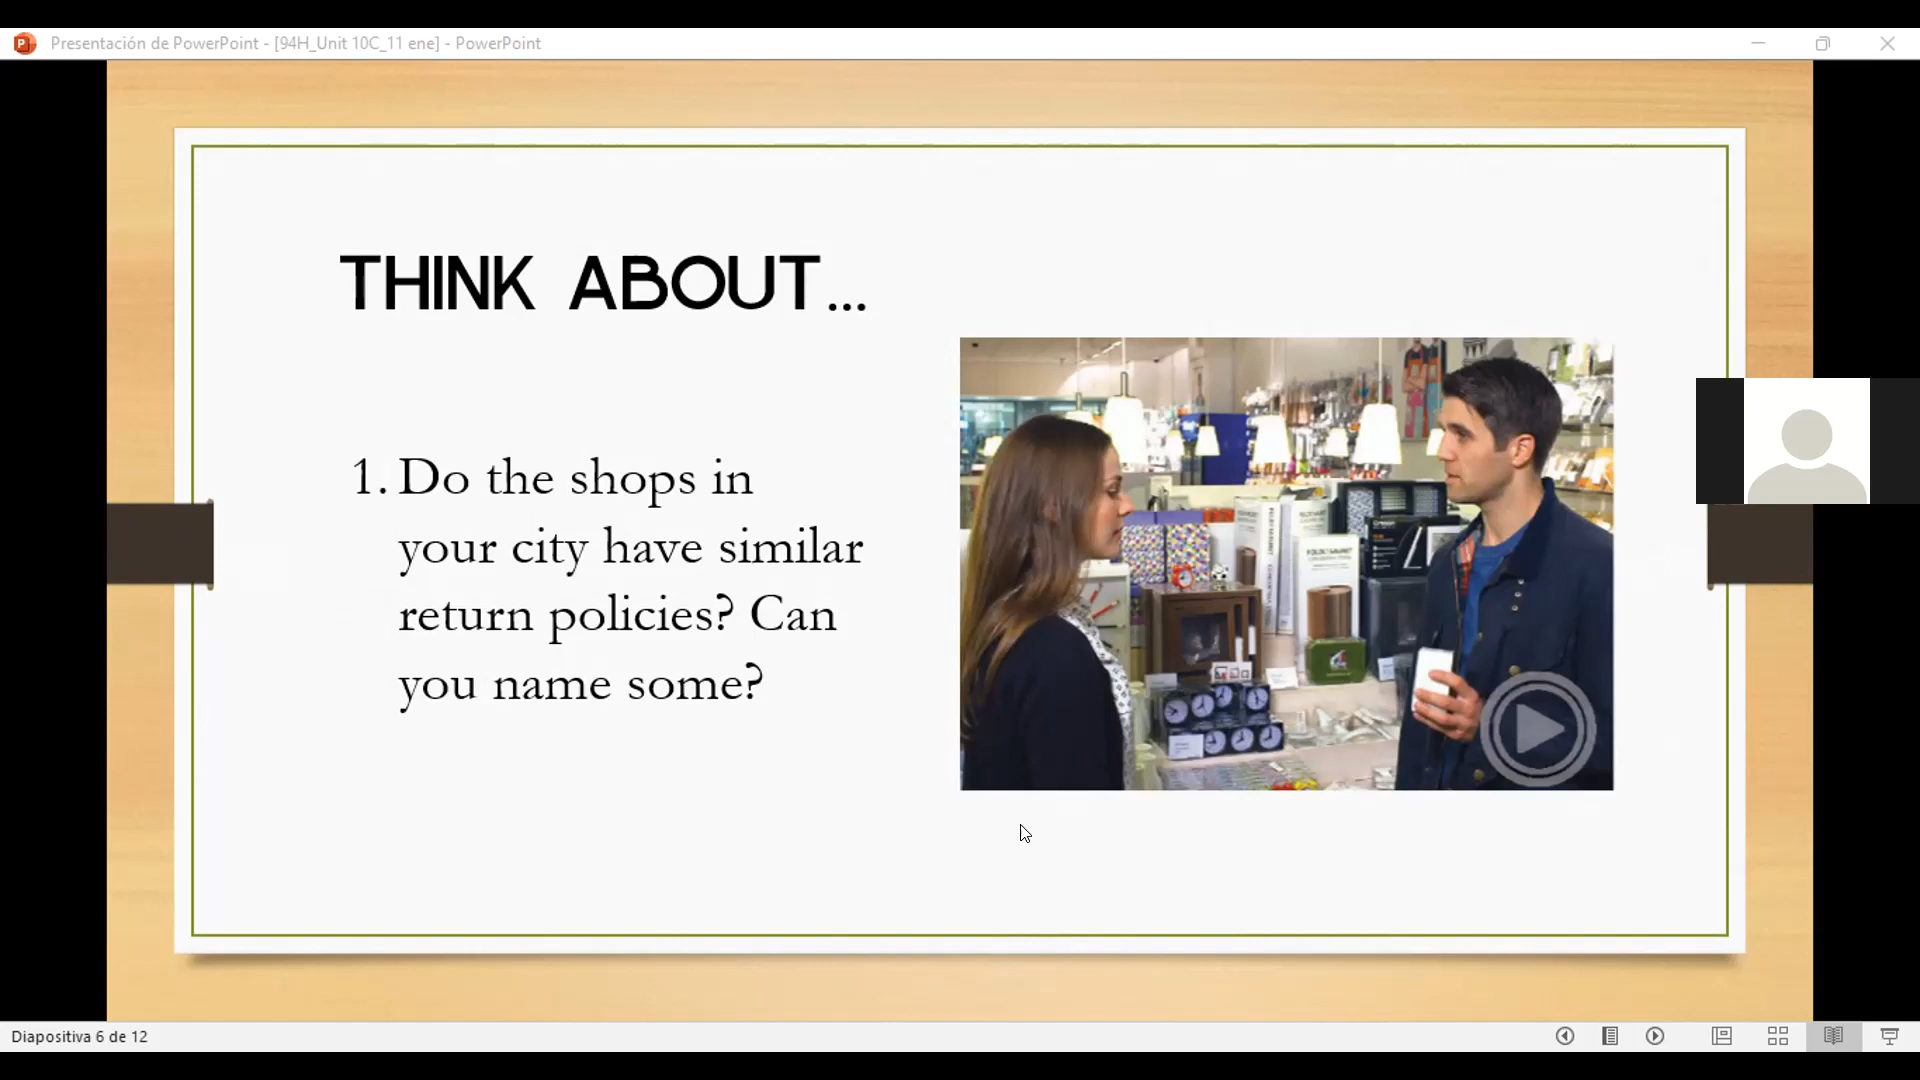 Presentación de PowerPoint - [94H_Unit 10C_11 ene] - PowerPoint
THINK ABOUT...
1. Do the shops in
your city have similar
return policies? Can
you name some?
Diapositiva 6 de 12